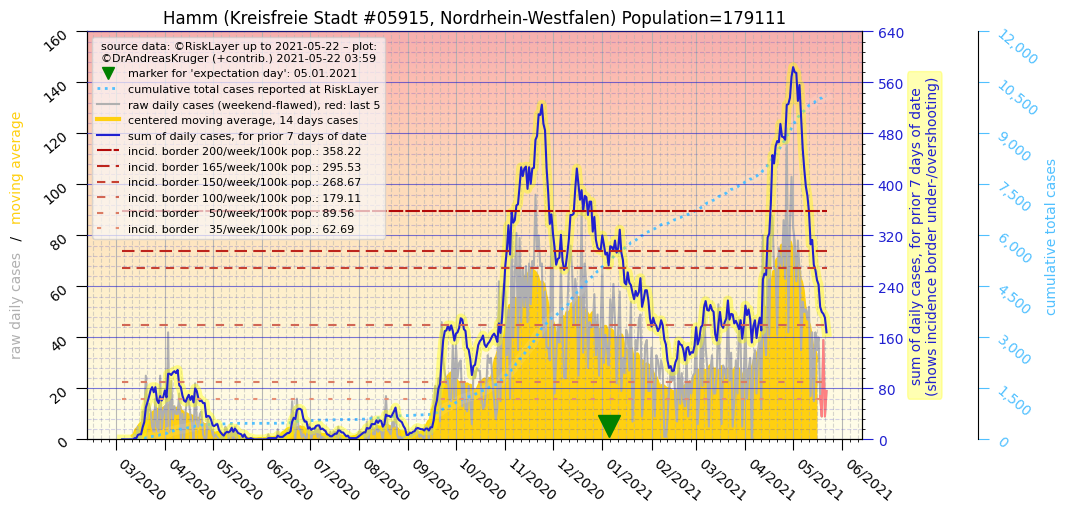 Hamm (Kreisfreie Stadt #05915, Nordrhein-Westfalen) Population=179111
source data: ©RiskLayer up to 2021-05-22 – plot:
©DrAndreasKruger (+contrib.) 2021-05-22 03:59
marker for 'expectation day': 05.01.2021
cumulative total cases reported at RiskLayer
raw daily cases (weekend-flawed), red: last 5
centered moving average, 14 days cases
sum of daily cases, for prior 7 days of date
incid. border 200/week/100k pop.: 358.22
incid. border 165/week/100k pop.: 295.53
incid. border 150/week/100k pop.: 268.67
incid. border 100/week/100k pop.: 179.11
incid. border   50/week/100k pop.: 89.56
incid. border   35/week/100k pop.: 62.69
raw daily cases / moving average
160
140
120
100
80
60
40
20
0
640
560
480
400
320
240
160
80
0
sum of daily cases, for prior 7 days of date
(shows incidence border under-/overshooting)
12,000
10,500
9,000
7,500
6,000
4,500
3,000
1,500
0
cumulative total cases
03/2020
04/2020
05/2020
06/2020
07/2020
08/2020
09/2020
10/2020
11/2020
12/2020
01/2021
02/2021
03/2021
04/2021
05/2021
06/2021